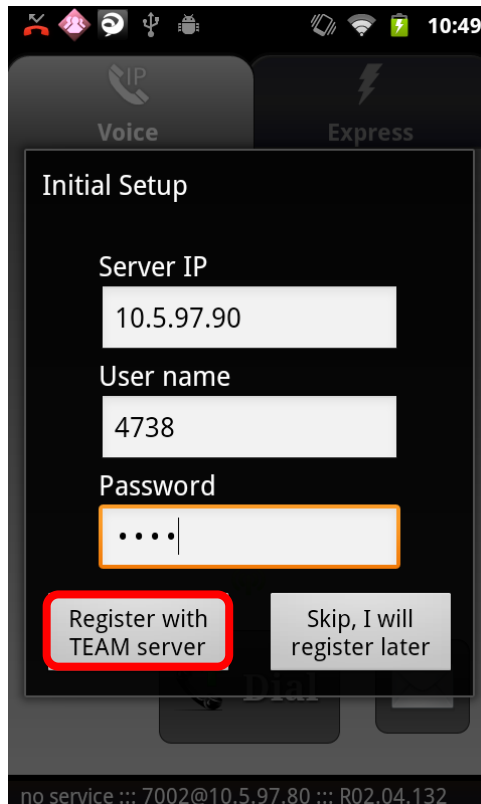 10:49
IP
Voice
Express
Initial Setup
Server IP
10.5.97.90
User name
4738
Password
••••
Register with
TEAM server
Skip, I will
register later
Dial
no service ::: 7002@10.5.97.80 ::: R02.04.132